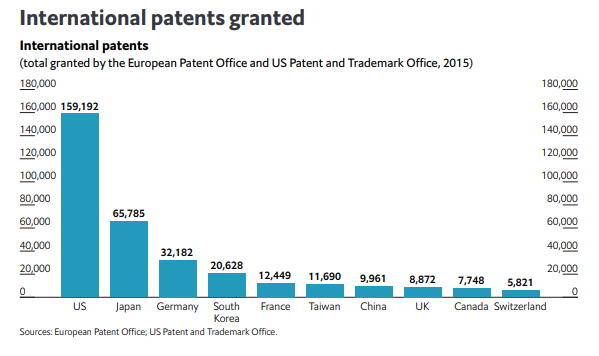 International patents granted
International patents
(total granted by the European Patent Office and US Patent and Trademark Office, 2015)
180,000 180,000
160,000 159,192 160,000
140,000 140,000
120,000 120,000
100,000 100,000
80,000 80,000
65,785
60,000 60,000
40,000 40,000
32,182
20,628
20,000 12,449 11,690 9,961 8,872 7,748 5,821 20,000
0 0
US Japan Germany South Korea France Taiwan China UK Canada Switzerland
Sources: European Patent Office; US Patent and Trademark Office.